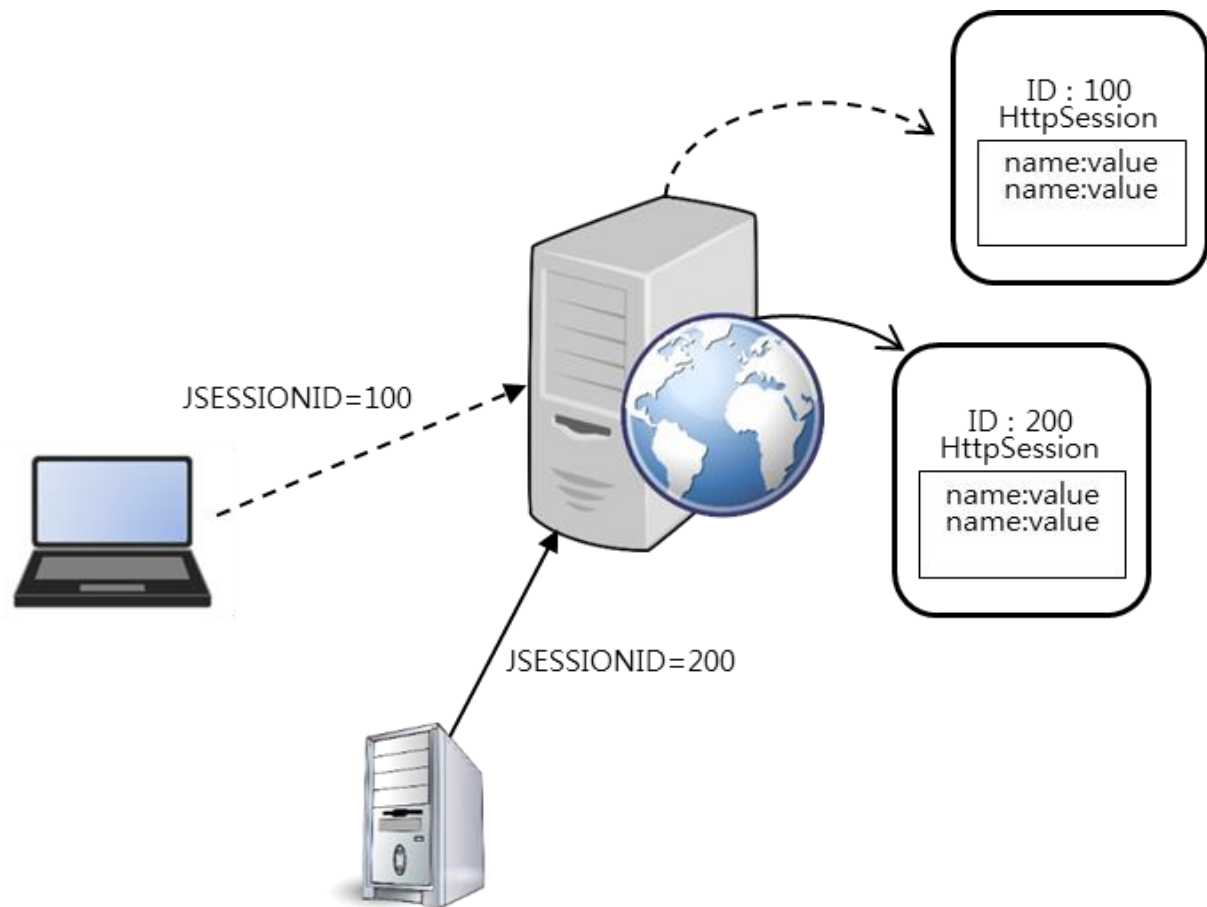 ID : 100
HttpSession
name:value
name:value
JSESSIONID=100
ID : 200
HttpSession
name:value
name:value
JSESSIONID=200